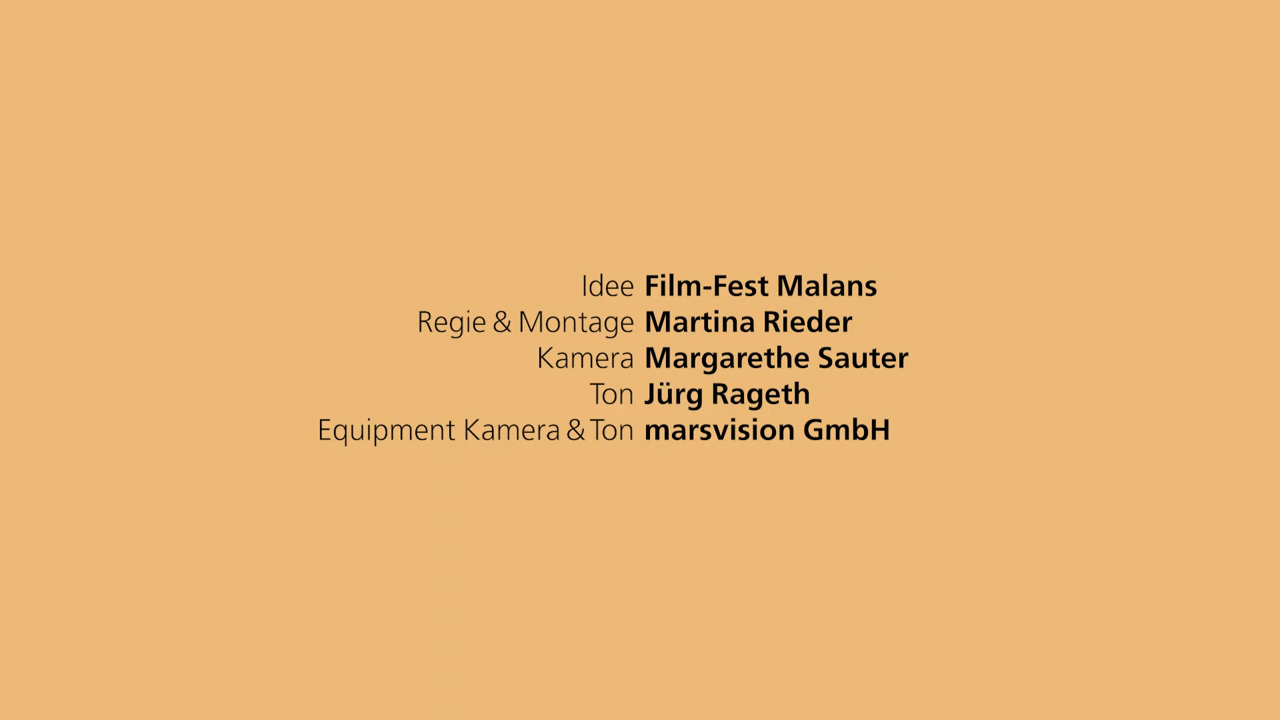 Idee Film-Fest Malans
Regie & Montage Martina Rieder
Kamera Margarethe Sauter
Ton Jürg Rageth
Equipment Kamera & Ton marsvision GmbH